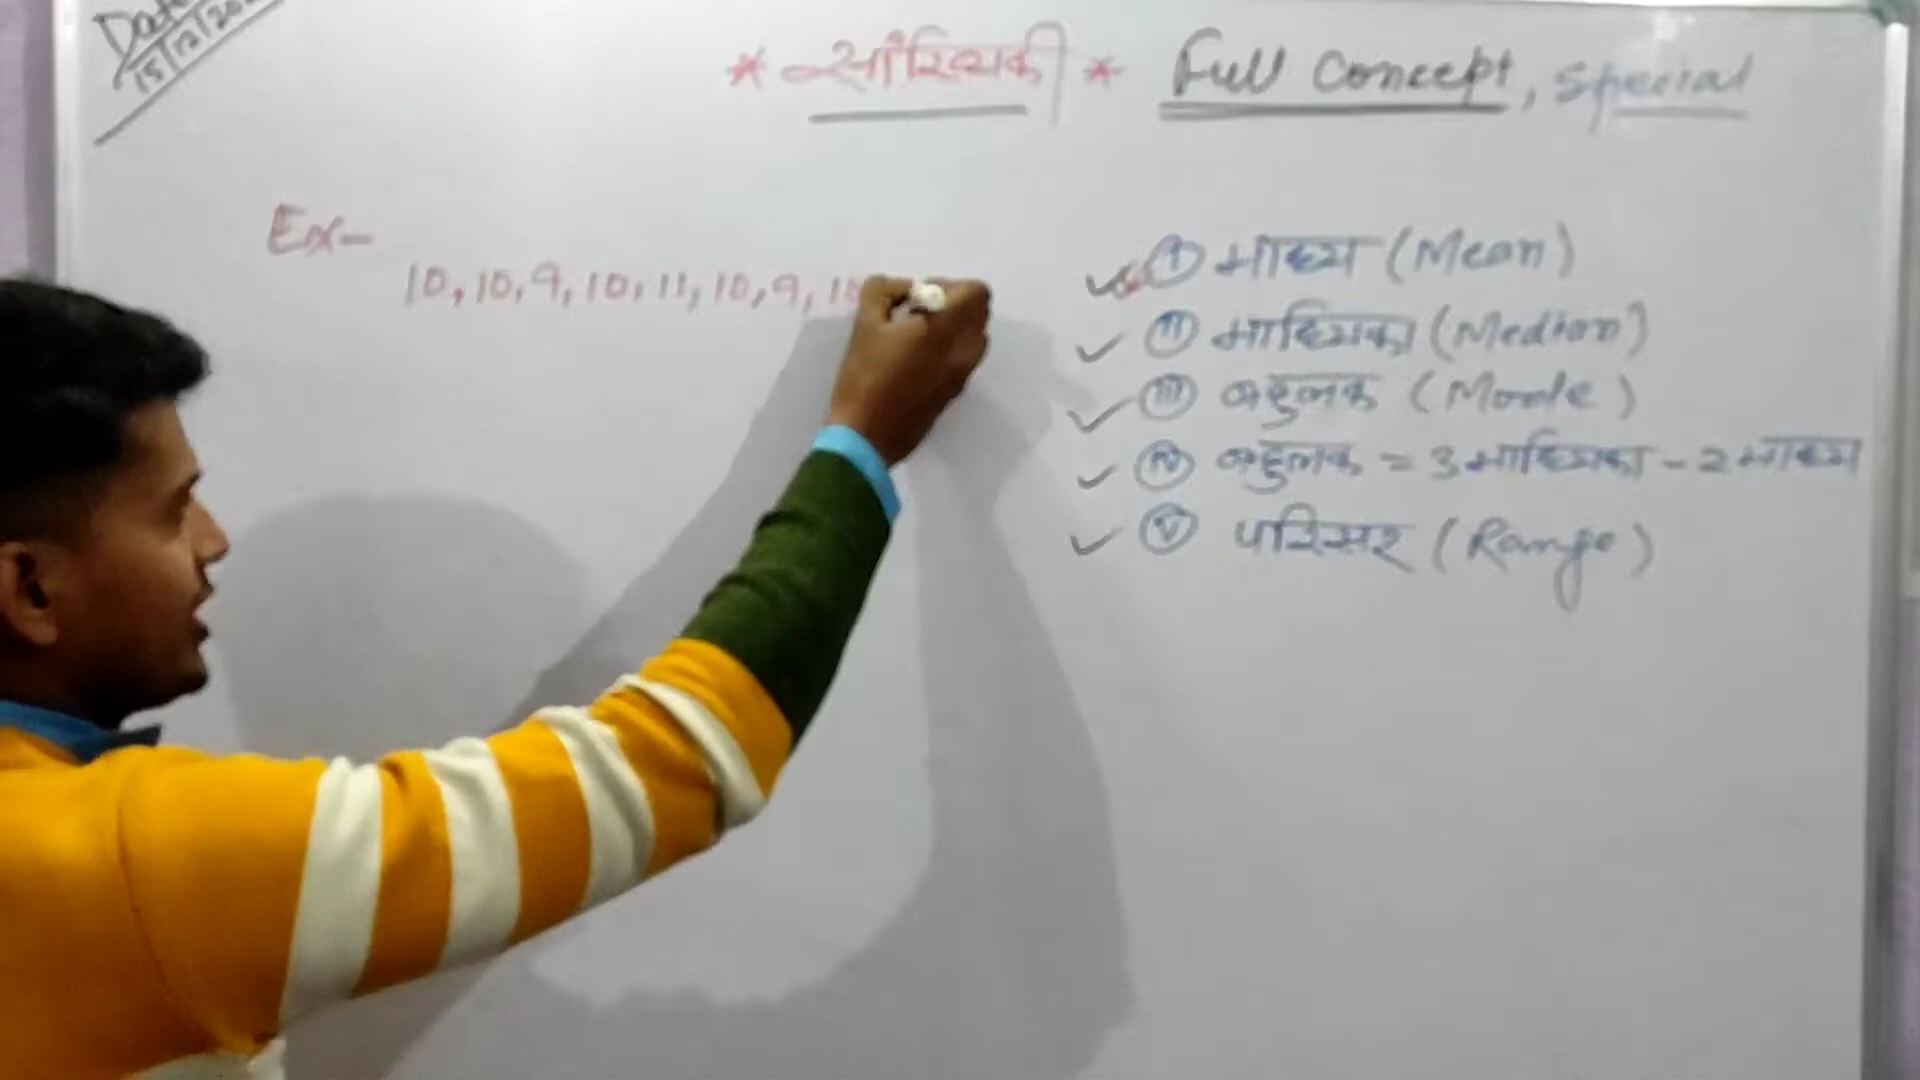 Date
15/12/20
* सांख्यिकी * Full Concept, Special
Ex-
10, 10, 9, 10, 11, 10, 9, 10
✓ (i) माध्य (Mean)
✓ (ii) माध्यिका (Median)
✓ (iii) बहुलक (Mode)
✓ (iv) बहुलक = 3 माध्यिका - 2 माध्य
✓ (v) परिसर (Range)